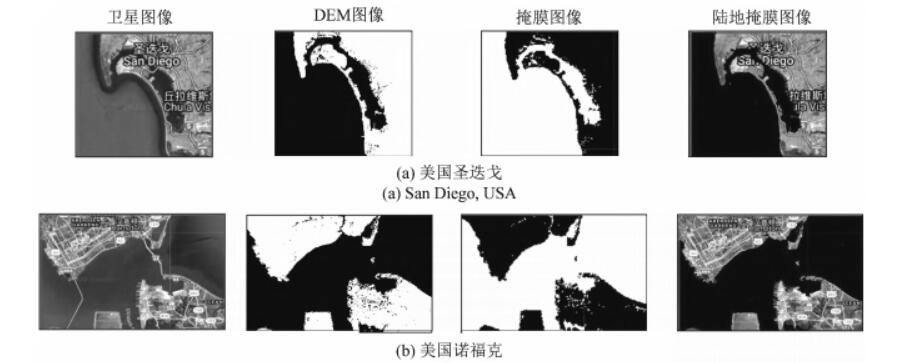 卫星图像 DEM图像 掩膜图像 陆地掩膜图像
圣迭戈
San Diego
丘拉维斯
Chula Vis
圣迭戈
San Diego
拉维斯
ula Vis
(a) 美国圣迭戈
(a) San Diego, USA
(b) 美国诺福克